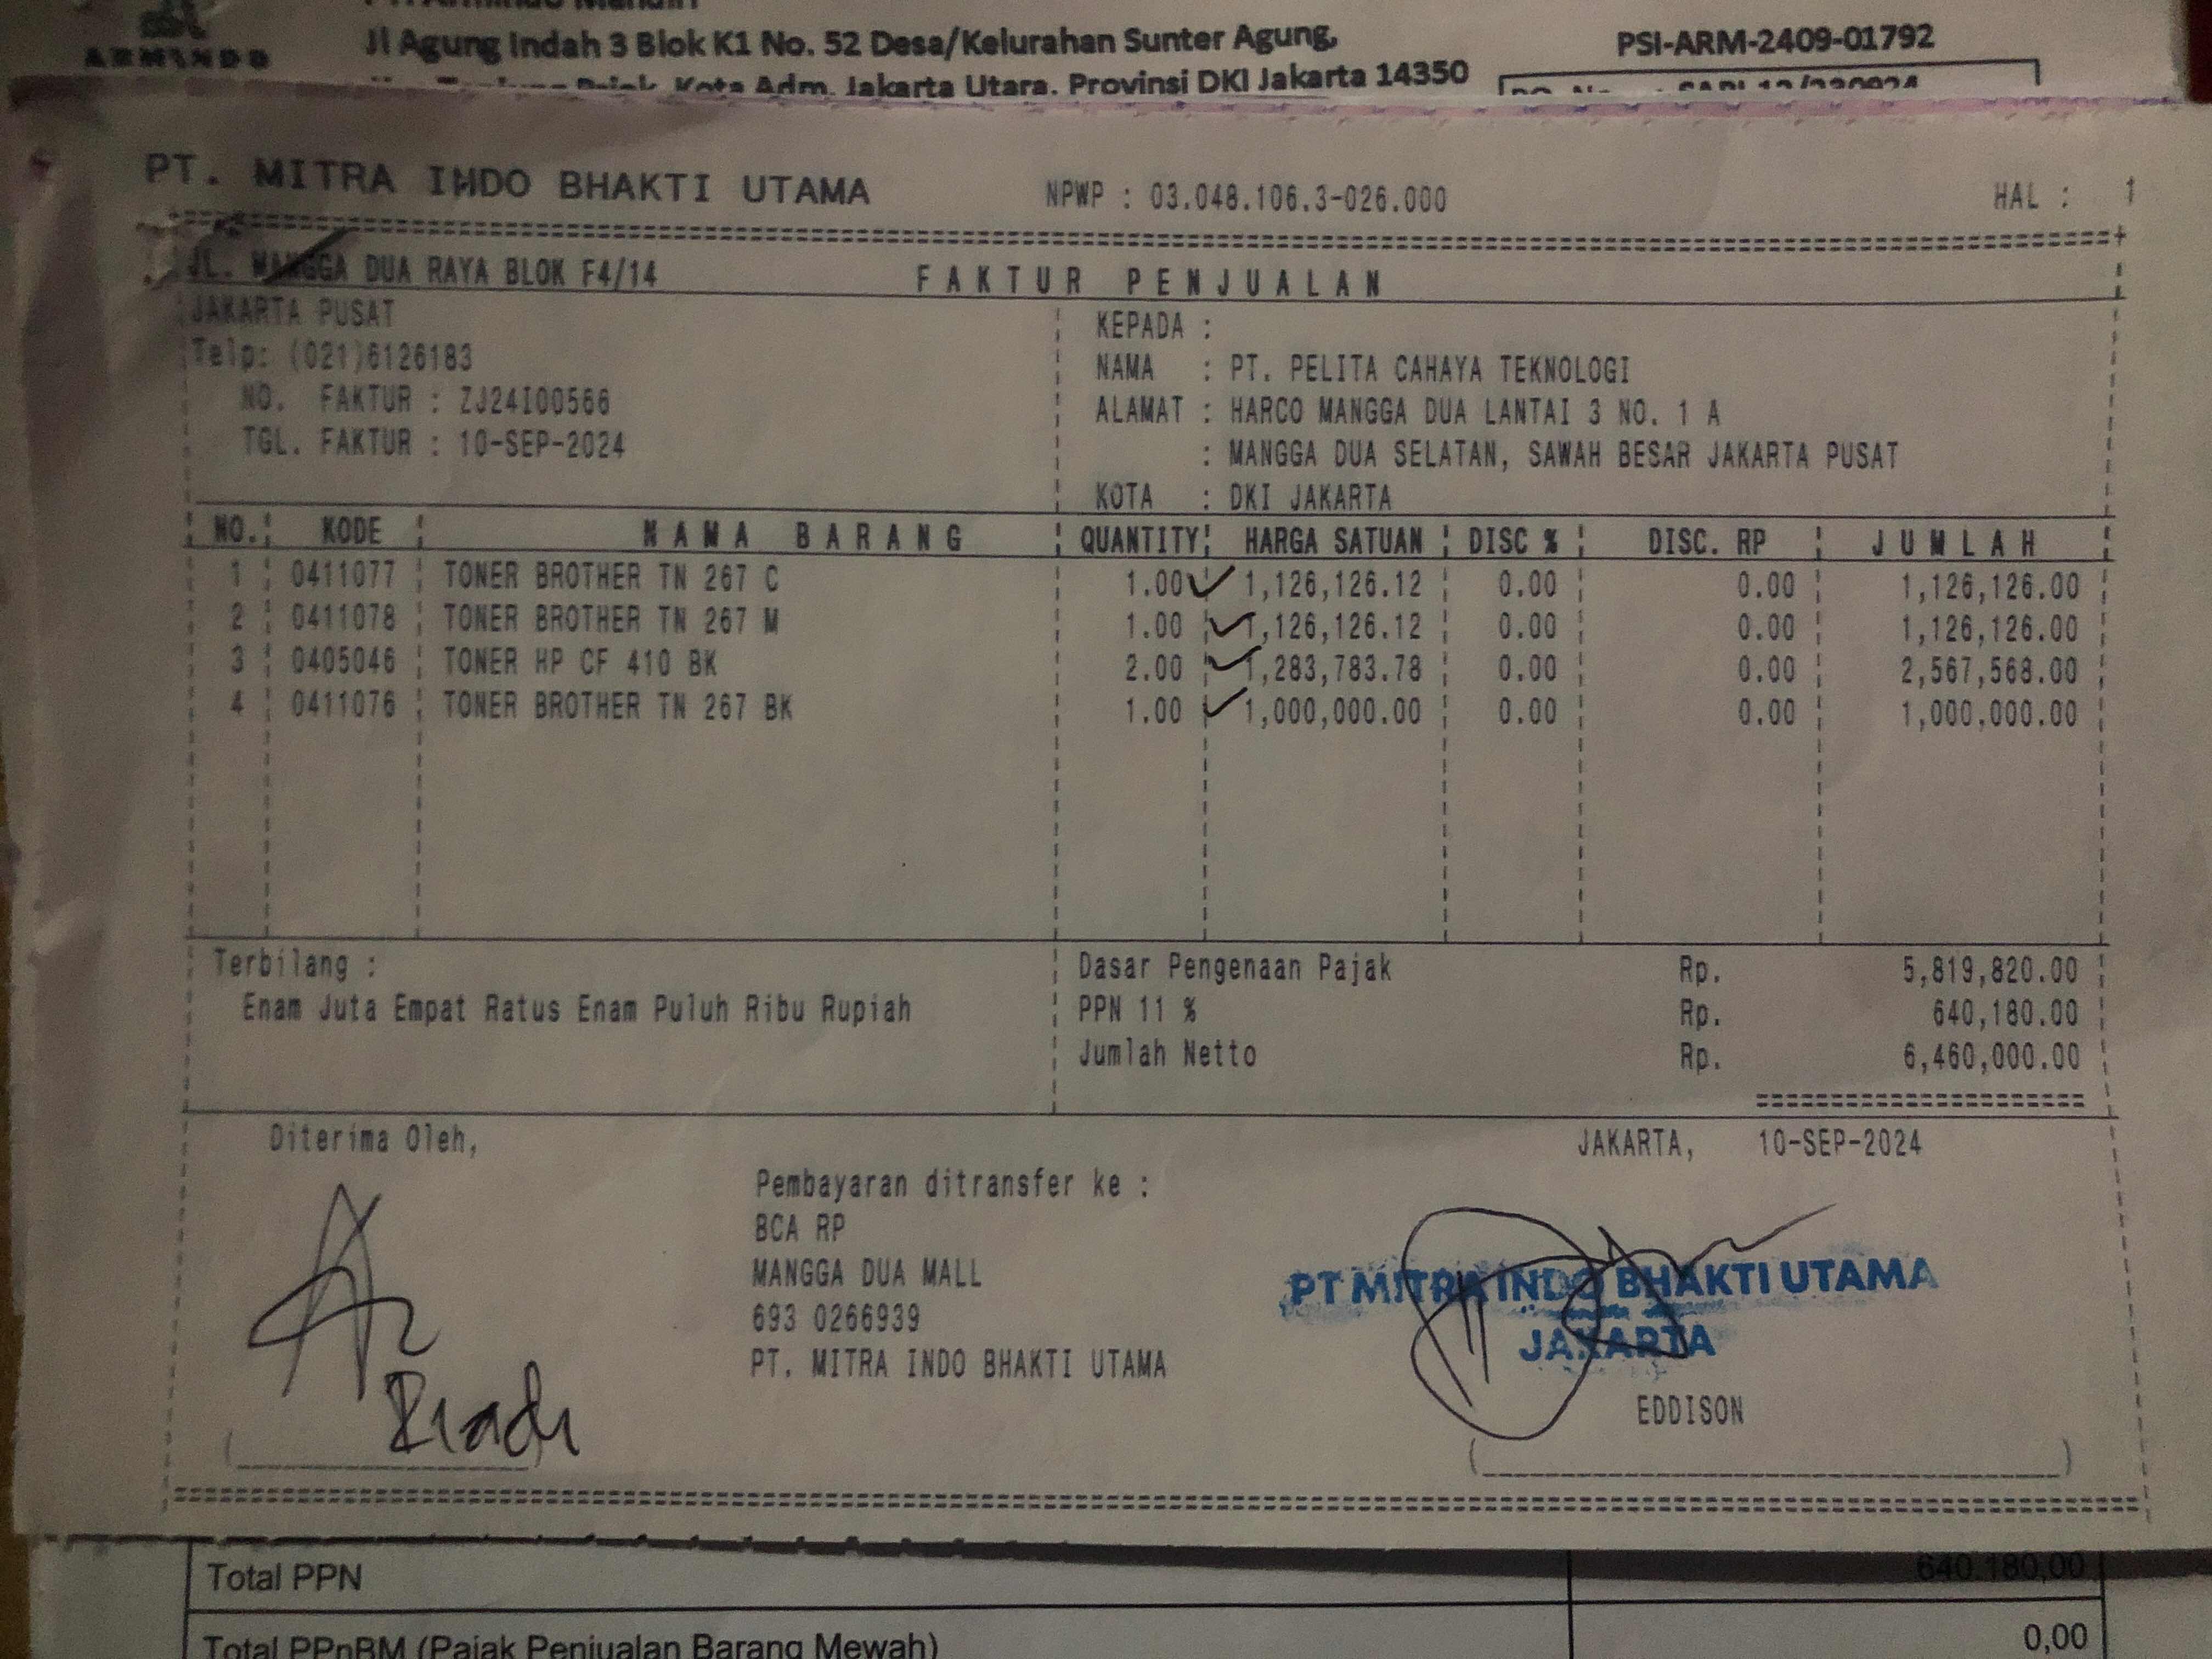 ARMINDO
Jl Agung Indah 3 Blok K1 No. 52 Desa/Kelurahan Sunter Agung,
PSI-ARM-2409-01792
Kota Adm. Jakarta Utara. Provinsi DKI Jakarta 14350
PT. MITRA INDO BHAKTI UTAMA NPWP : 03.048.106.3-026.000 HAL : 1
JL. MANGGA DUA RAYA BLOK F4/14 FAKTUR PENJUALAN
JAKARTA PUSAT
Telp: (021)6126183
NO. FAKTUR : ZJ24I00566
TGL. FAKTUR : 10-SEP-2024
KEPADA :
NAMA : PT. PELITA CAHAYA TEKNOLOGI
ALAMAT : HARCO MANGGA DUA LANTAI 3 NO. 1 A
: MANGGA DUA SELATAN, SAWAH BESAR JAKARTA PUSAT
KOTA : DKI JAKARTA
NO. KODE NAMA BARANG QUANTITY HARGA SATUAN DISC % DISC. RP JUMLAH
1 0411077 TONER BROTHER TN 267 C 1.00 1,126,126.12 0.00 0.00 1,126,126.00
2 0411078 TONER BROTHER TN 267 M 1.00 1,126,126.12 0.00 0.00 1,126,126.00
3 0405046 TONER HP CF 410 BK 2.00 1,283,783.78 0.00 0.00 2,567,568.00
4 0411076 TONER BROTHER TN 267 BK 1.00 1,000,000.00 0.00 0.00 1,000,000.00
Terbilang :
Enam Juta Empat Ratus Enam Puluh Ribu Rupiah
Dasar Pengenaan Pajak Rp. 5,819,820.00
PPN 11 % Rp. 640,180.00
Jumlah Netto Rp. 6,460,000.00
Diterima Oleh,
JAKARTA, 10-SEP-2024
Pembayaran ditransfer ke :
BCA RP
MANGGA DUA MALL
693 0266939
PT. MITRA INDO BHAKTI UTAMA
Riadi
PT MITRA INDO BHAKTI UTAMA
JAKARTA
EDDISON
Total PPN 640.180,00
Total PPnBM (Pajak Penjualan Barang Mewah) 0,00